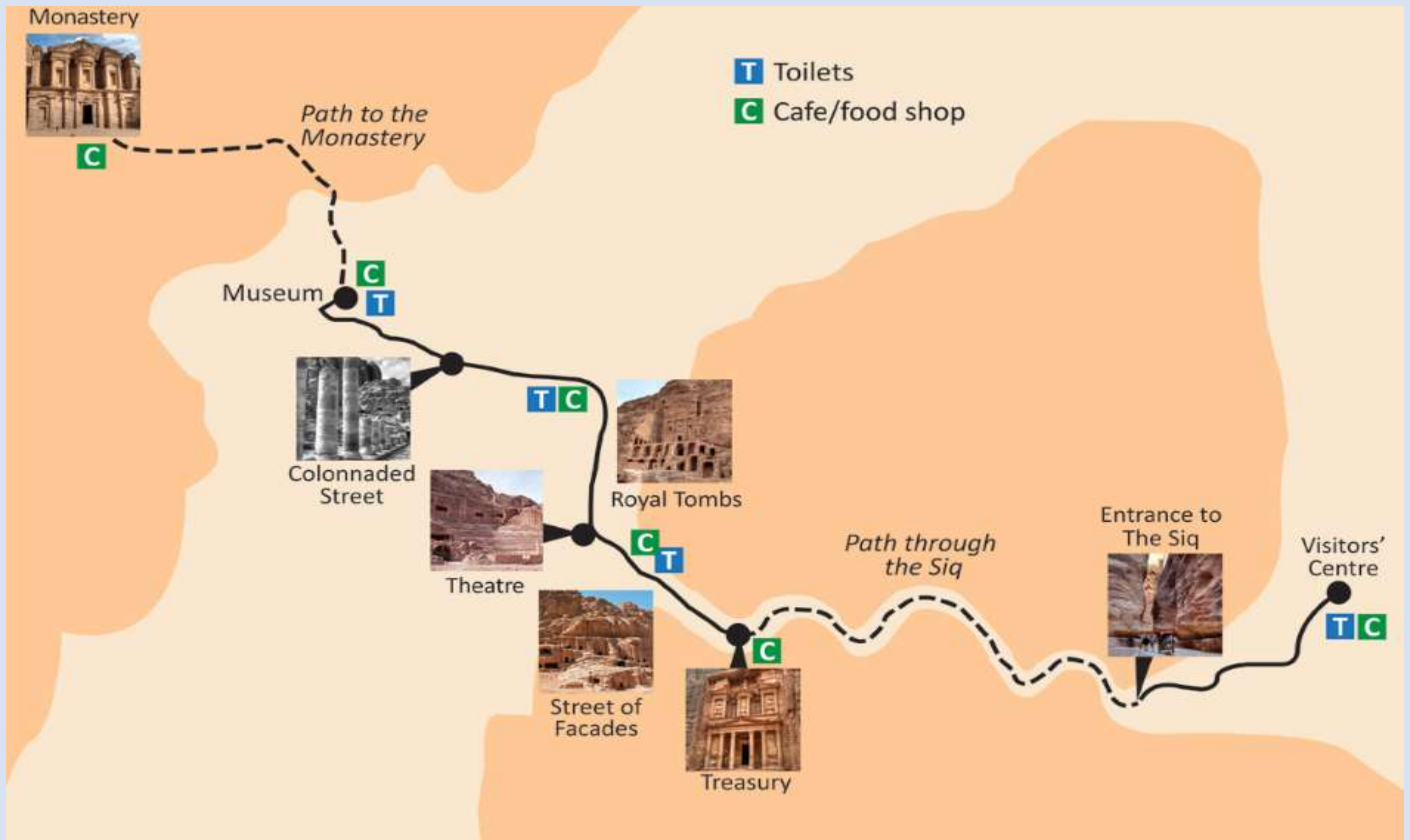 Monastery
Path to the
Monastery
C
T Toilets
C Cafe/food shop
C
Museum
T
T C
Colonnaded
Street
Royal Tombs
Theatre
C
T
Path through
the Siq
Entrance to
The Siq
Visitors'
Centre
T C
C
Street of
Facades
Treasury